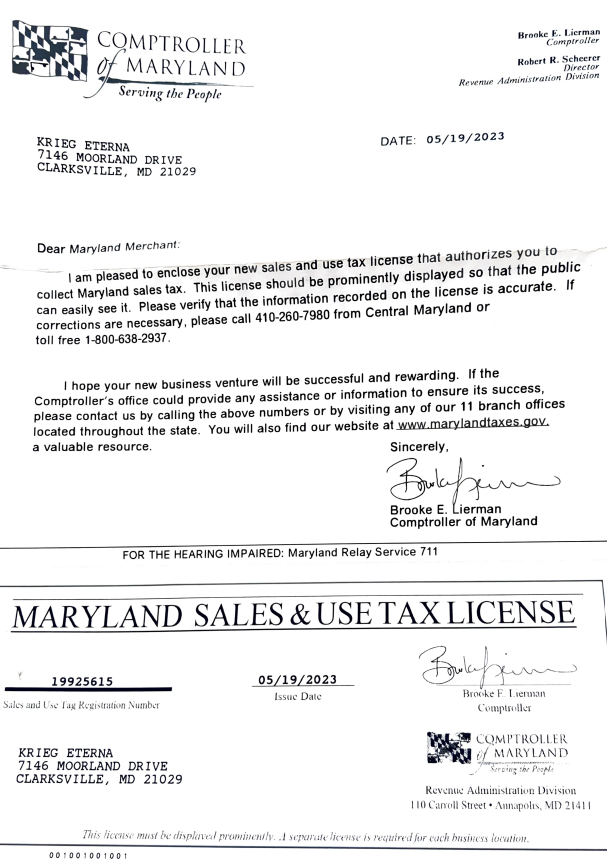 COMPTROLLER
of MARYLAND
Serving the People
Brooke E. Lierman
Comptroller
Robert R. Scheerer
Director
Revenue Administration Division
KRIEG ETERNA
7146 MOORLAND DRIVE
CLARKSVILLE, MD 21029
DATE: 05/19/2023
Dear Maryland Merchant:
I am pleased to enclose your new sales and use tax license that authorizes you to
collect Maryland sales tax. This license should be prominently displayed so that the public
can easily see it. Please verify that the information recorded on the license is accurate. If
corrections are necessary, please call 410-260-7980 from Central Maryland or
toll free 1-800-638-2937.
I hope your new business venture will be successful and rewarding. If the
Comptroller's office could provide any assistance or information to ensure its success,
please contact us by calling the above numbers or by visiting any of our 11 branch offices
located throughout the state. You will also find our website at www.marylandtaxes.gov.
a valuable resource.
Sincerely,
Brooke E. Lierman
Comptroller of Maryland
FOR THE HEARING IMPAIRED: Maryland Relay Service 711
MARYLAND SALES & USE TAX LICENSE
19925615
Sales and Use Tag Registration Number
05/19/2023
Issue Date
Brooke E. Lierman
Comptroller
KRIEG ETERNA
7146 MOORLAND DRIVE
CLARKSVILLE, MD 21029
COMPTROLLER
of MARYLAND
Serving the People
Revenue Administration Division
110 Carroll Street • Annapolis, MD 21411
This license must be displayed prominently. A separate license is required for each business location.
001001001001